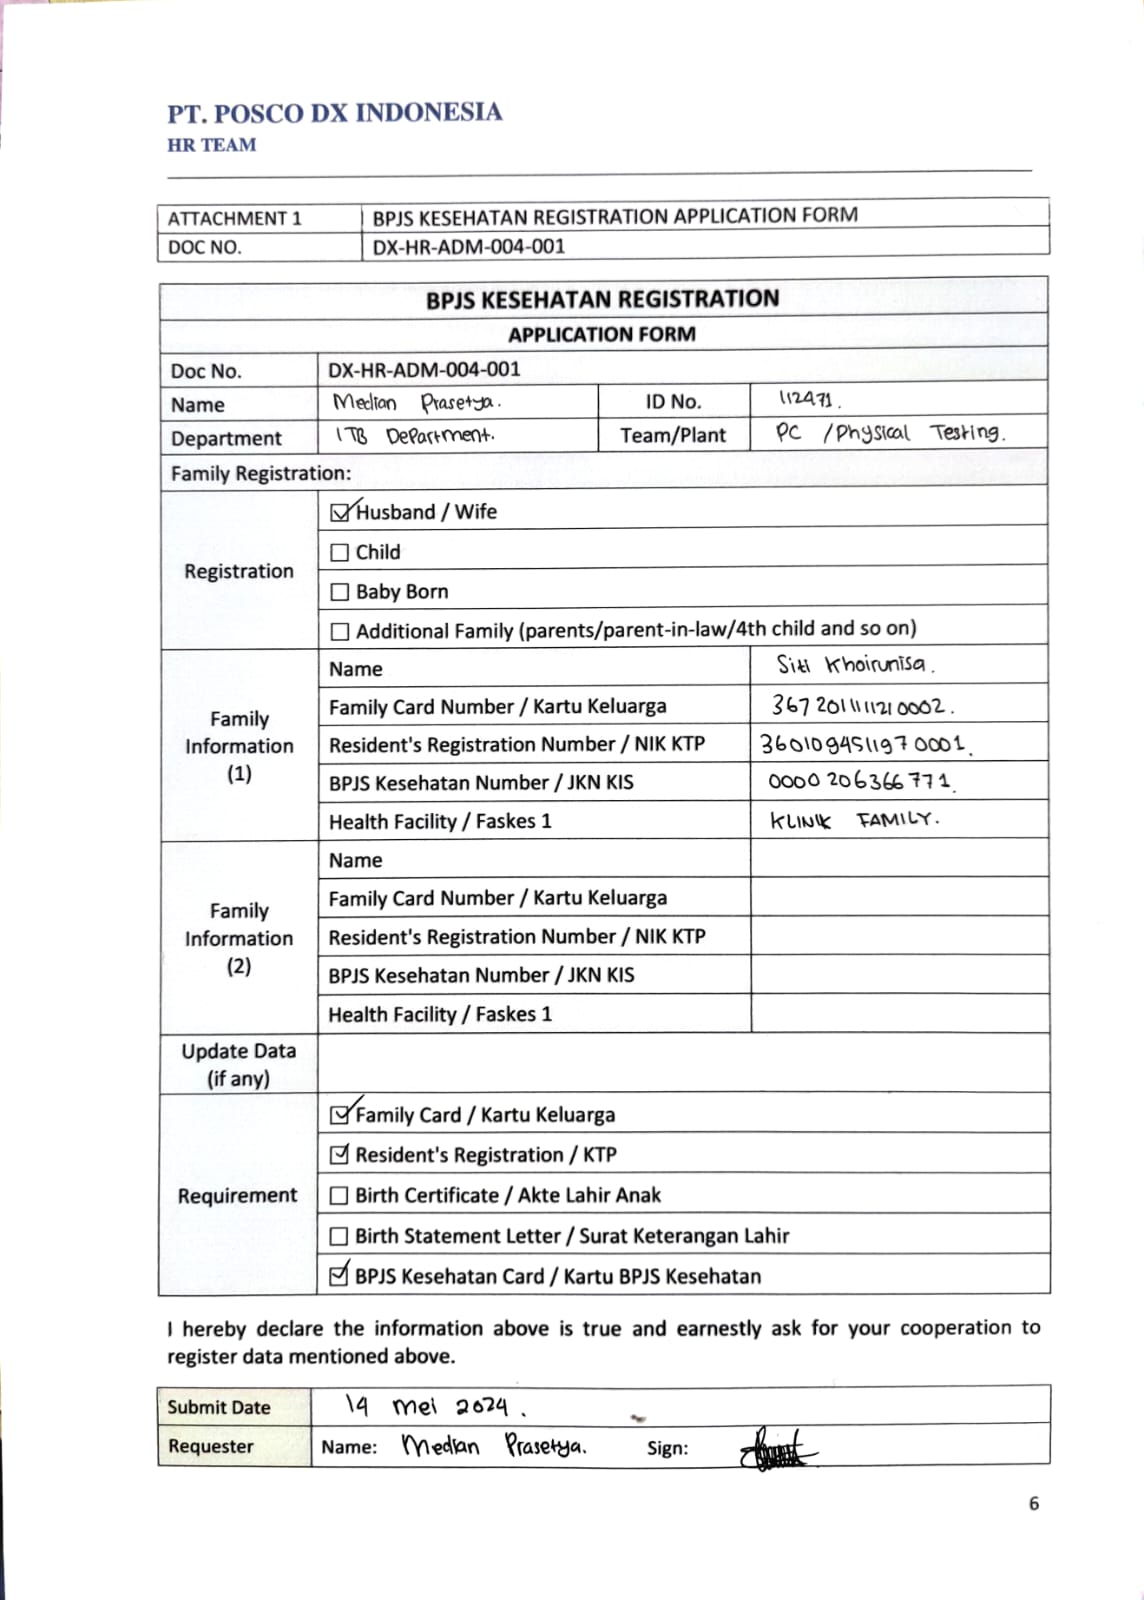 PT. POSCO DX INDONESIA
HR TEAM
ATTACHMENT 1 BPJS KESEHATAN REGISTRATION APPLICATION FORM
DOC NO. DX-HR-ADM-004-001
BPJS KESEHATAN REGISTRATION
APPLICATION FORM
Doc No. DX-HR-ADM-004-001
Name Median Prasetya. ID No. 112471.
Department ITB Department. Team/Plant PC / Physical Testing.
Family Registration:
Registration
Husband / Wife
Child
Baby Born
Additional Family (parents/parent-in-law/4th child and so on)
Family Information (1)
Name Siti Khoirunisa.
Family Card Number / Kartu Keluarga 3672011111210002.
Resident's Registration Number / NIK KTP 3601094511970001.
BPJS Kesehatan Number / JKN KIS 0000206366771.
Health Facility / Faskes 1 KLINIK FAMILY.
Family Information (2)
Name
Family Card Number / Kartu Keluarga
Resident's Registration Number / NIK KTP
BPJS Kesehatan Number / JKN KIS
Health Facility / Faskes 1
Update Data (if any)
Requirement
Family Card / Kartu Keluarga
Resident's Registration / KTP
Birth Certificate / Akte Lahir Anak
Birth Statement Letter / Surat Keterangan Lahir
BPJS Kesehatan Card / Kartu BPJS Kesehatan
I hereby declare the information above is true and earnestly ask for your cooperation to
register data mentioned above.
Submit Date 14 Mei 2024.
Requester Name: Median Prasetya. Sign:
6